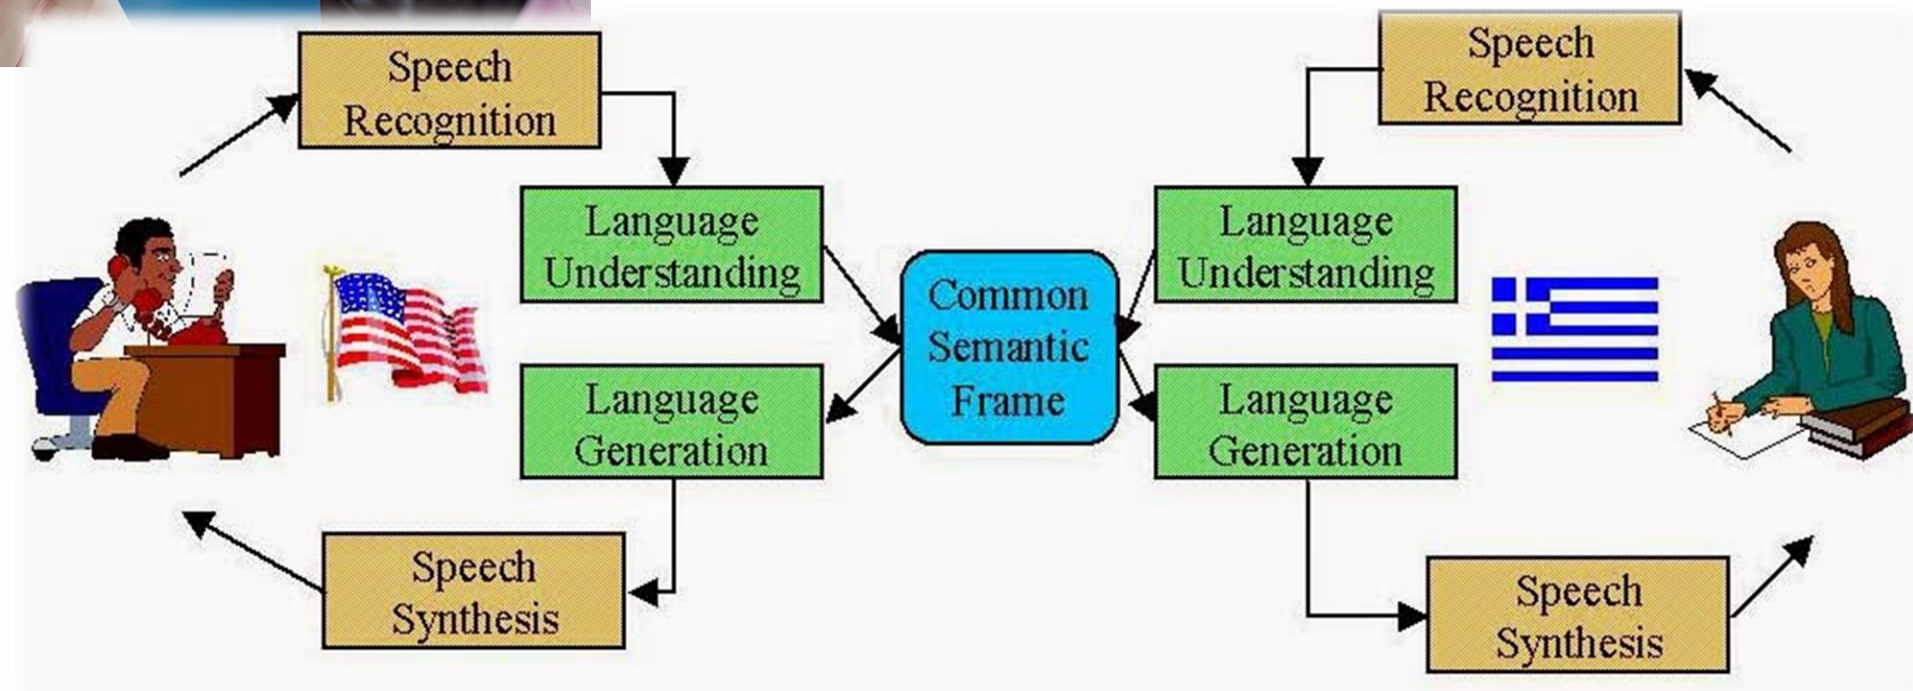 Speech
Recognition
Language
Understanding
Language
Generation
Speech
Synthesis
Common
Semantic
Frame
Speech
Recognition
Language
Understanding
Language
Generation
Speech
Synthesis